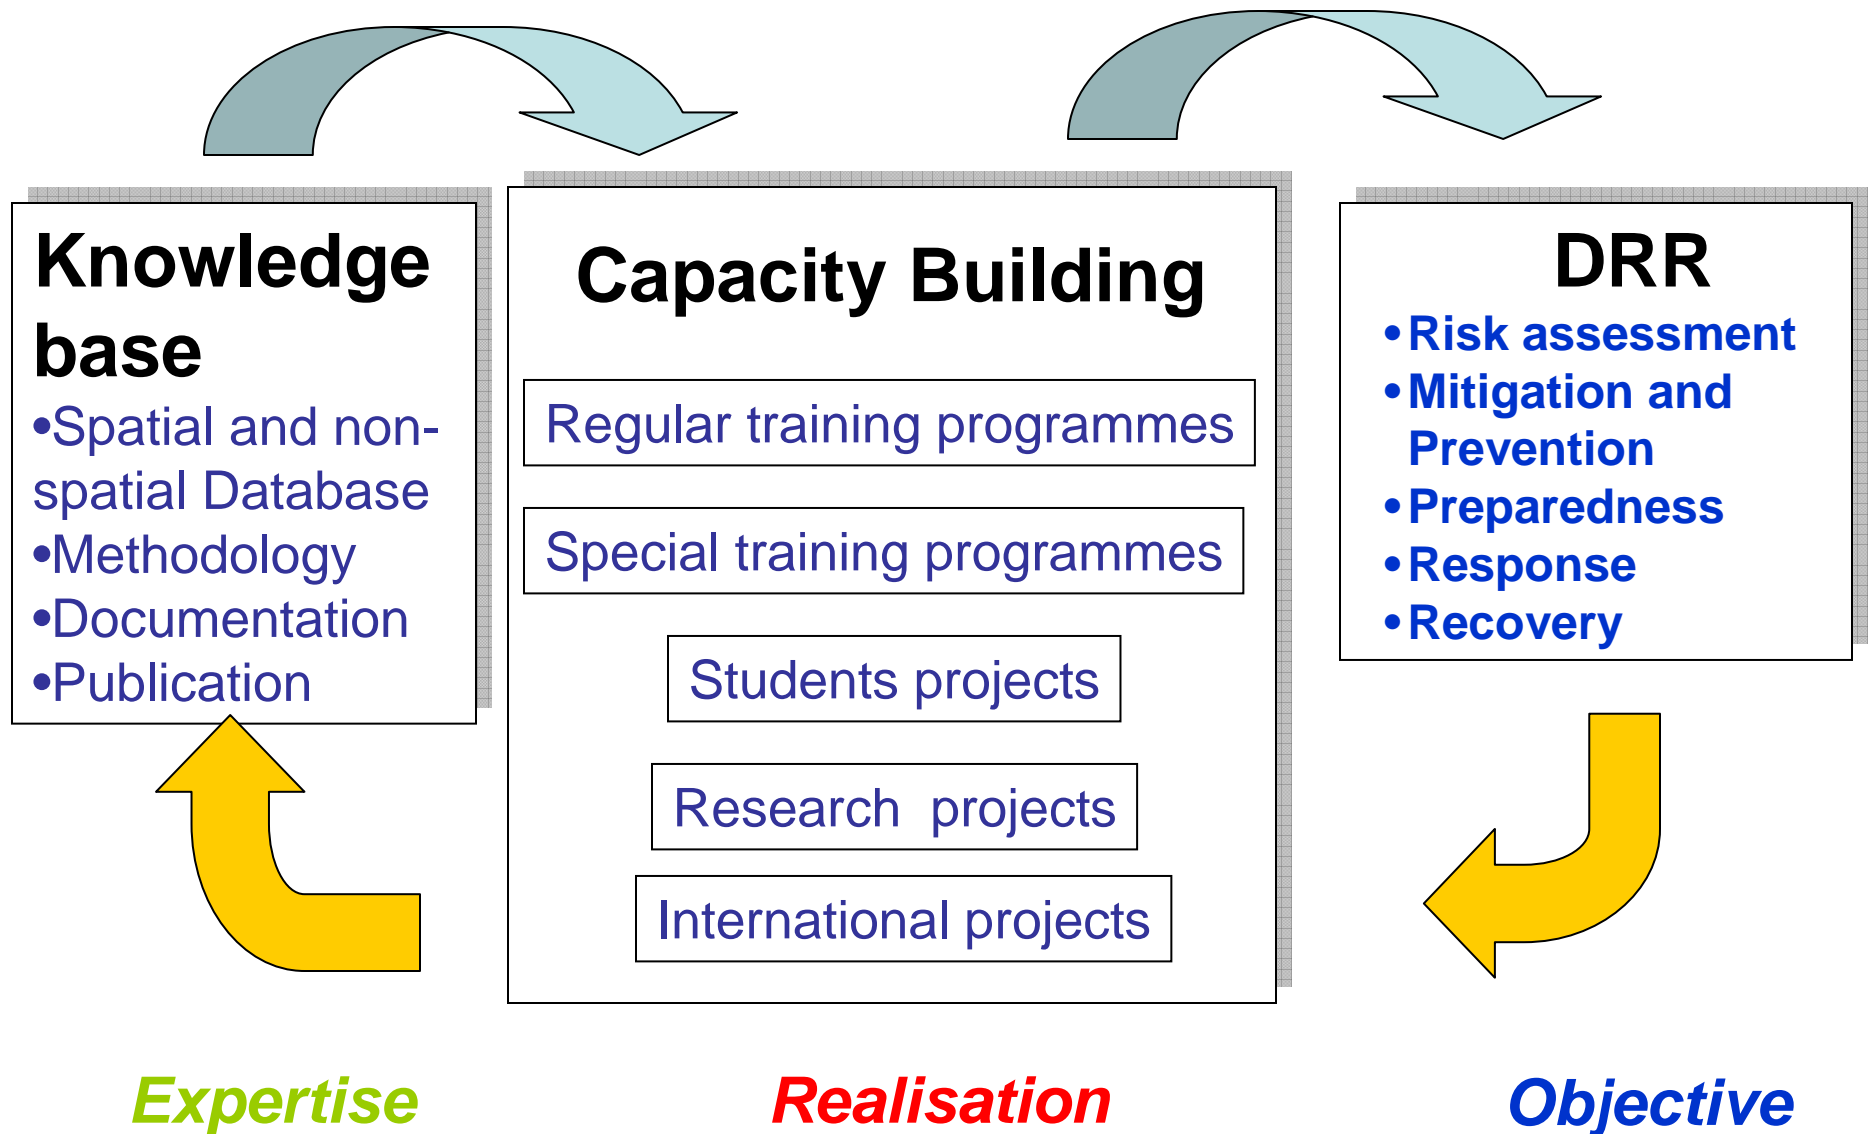 Knowledge
base
•Spatial and non-
spatial Database
•Methodology
•Documentation
•Publication
Capacity Building
Regular training programmes
Special training programmes
Students projects
Research  projects
International projects
DRR
•Risk assessment
•Mitigation and
Prevention
•Preparedness
•Response
•Recovery
Expertise
Realisation
Objective